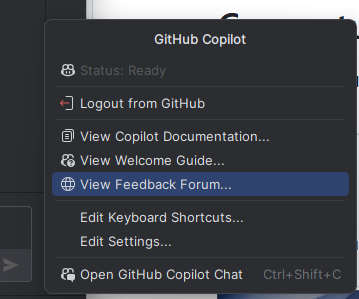 GitHub Copilot
Status: Ready
Logout from GitHub
View Copilot Documentation...
View Welcome Guide...
View Feedback Forum...
Edit Keyboard Shortcuts...
Edit Settings...
Open GitHub Copilot Chat Ctrl+Shift+C